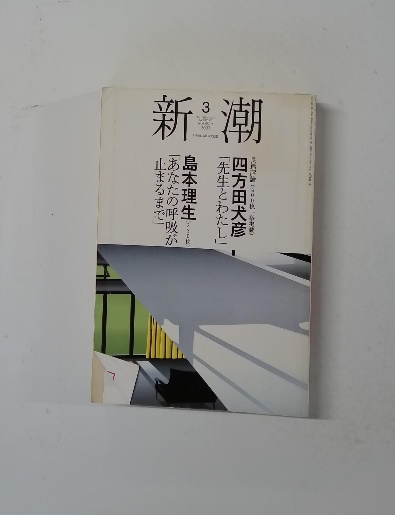 新潮
3
四方田犬彦
「先生とわたし」
島本理生
「あなたの呼吸が
止まるまで」